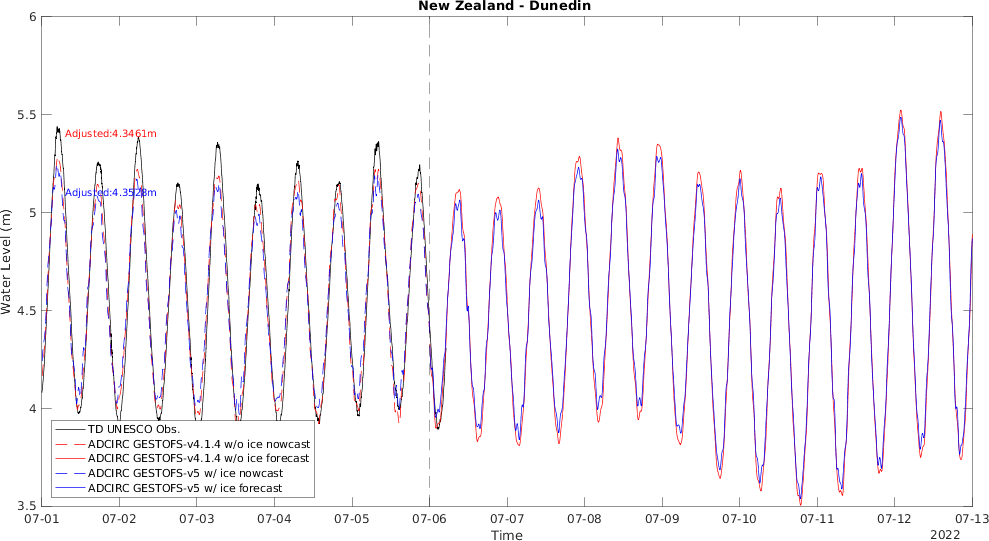 New Zealand - Dunedin
Water Level (m)
6
5.5
5
4.5
4
3.5
Adjusted:4.3461m
Adjusted:4.3528m
TD UNESCO Obs.
ADCIRC GESTOFS-v4.1.4 w/o ice nowcast
ADCIRC GESTOFS-v4.1.4 w/o ice forecast
ADCIRC GESTOFS-v5 w/ ice nowcast
ADCIRC GESTOFS-v5 w/ ice forecast
07-01 07-02 07-03 07-04 07-05 07-06 07-07 07-08 07-09 07-10 07-11 07-12 07-13
Time
2022